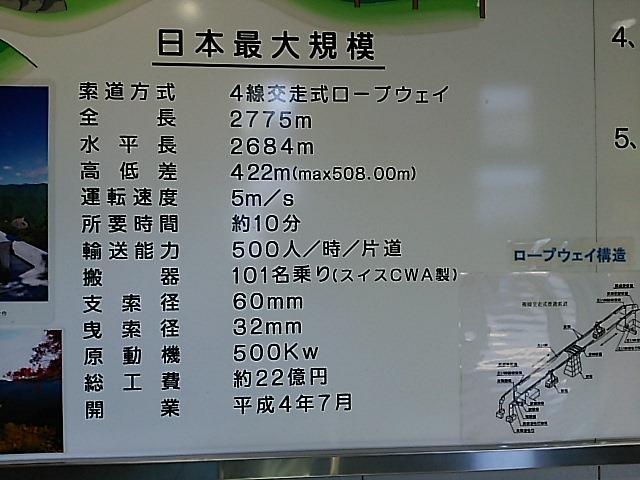 日本最大規模
索道方式 4線交走式ロープウェイ
全長 2775m
水平長 2684m
高低差 422m(max508.00m)
運転速度 5m/s
所要時間 約10分
輸送能力 500人/時/片道
搬器 101名乗り(スイスCWA製)
支索径 60mm
曳索径 32mm
原動機 500Kw
総工費 約22億円
開業 平成4年7月
4、
5、
ロープウェイ構造